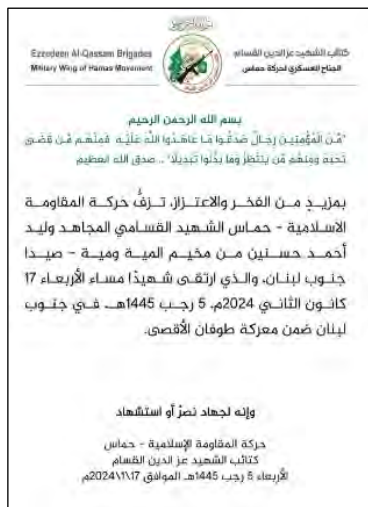 Ezzedeen Al-Qassam Brigades
Military Wing of Hamas Movement
كتائب الشهيد عز الدين القسام
الجناح العسكري لحركة حماس
بسم الله الرحمن الرحيم
"مِّنَ الْمُؤْمِنِينَ رِجَالٌ صَدَقُوا مَا عَاهَدُوا اللَّهَ عَلَيْهِ فَمِنْهُم مَّن قَضَىٰ
نَحْبَهُ وَمِنْهُم مَّن يَنتَظِرُ وَمَا بَدَّلُوا تَبْدِيلًا" .. صدق الله العظيم
بمزيدٍ من الفخر والاعتزاز، تزفُّ حركة المقاومة
الاسلامية - حماس الشهيد القسامي المجاهد وليد
أحمد حسنين من مخيم المية ومية - صيدا
جنوب لبنان، والذي ارتقى شهيدًا مساء الأربعاء 17
كانون الثاني 2024م، 5 رجب 1445هـ، في جنوب
لبنان ضمن معركة طوفان الأقصى.
وإنه لجهاد نصرٌ أو استشهاد
حركة المقاومة الإسلامية - حماس
كتائب الشهيد عز الدين القسام
الأربعاء 5 رجب 1445هـ الموافق 2024\1\17م